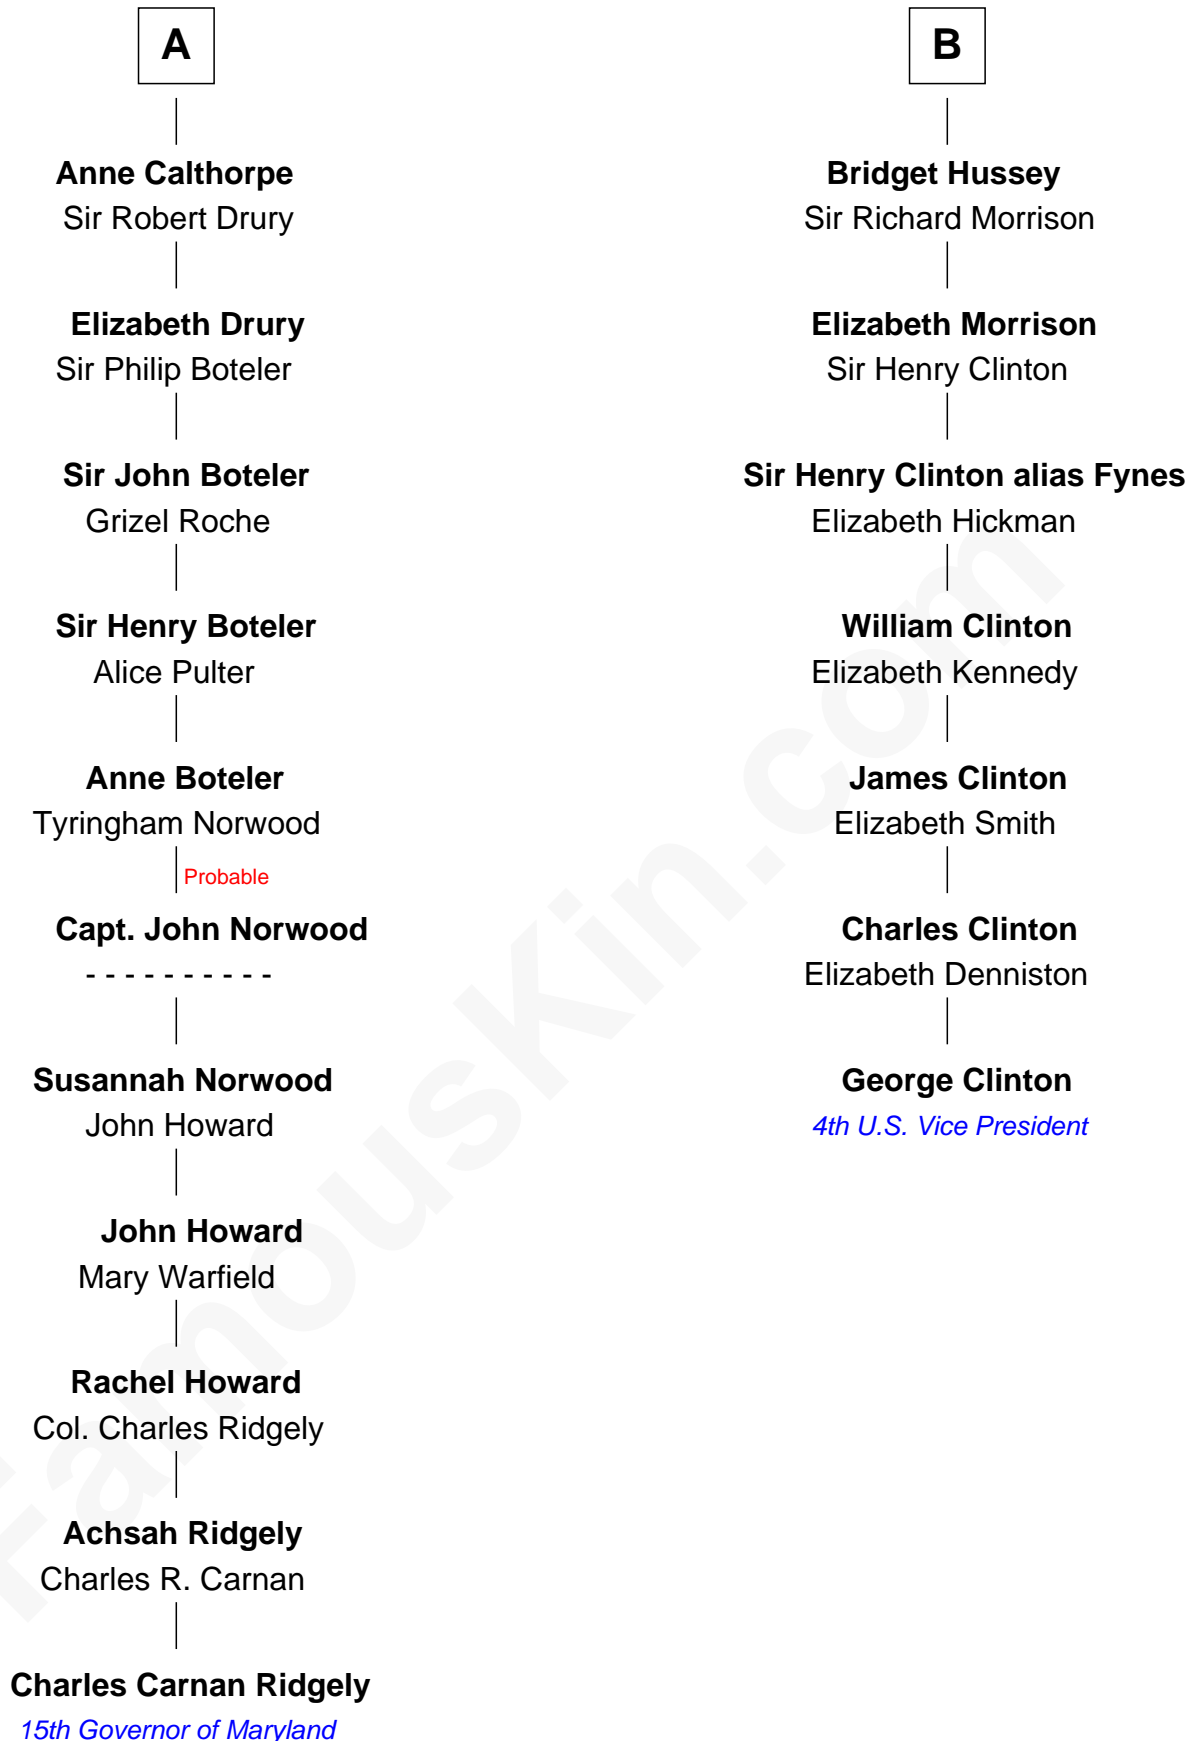 A
Anne Calthorpe
Sir Robert Drury
Elizabeth Drury
Sir Philip Boteler
Sir John Boteler
Grizel Roche
Sir Henry Boteler
Alice Pulter
Anne Boteler
Tyringham Norwood
Probable
Capt. John Norwood
- - - - - - - - - -
Susannah Norwood
John Howard
John Howard
Mary Warfield
Rachel Howard
Col. Charles Ridgely
Achsah Ridgely
Charles R. Carnan
Charles Carnan Ridgely
15th Governor of Maryland
B
Bridget Hussey
Sir Richard Morrison
Elizabeth Morrison
Sir Henry Clinton
Sir Henry Clinton alias Fynes
Elizabeth Hickman
William Clinton
Elizabeth Kennedy
James Clinton
Elizabeth Smith
Charles Clinton
Elizabeth Denniston
George Clinton
4th U.S. Vice President
FamousKin.com